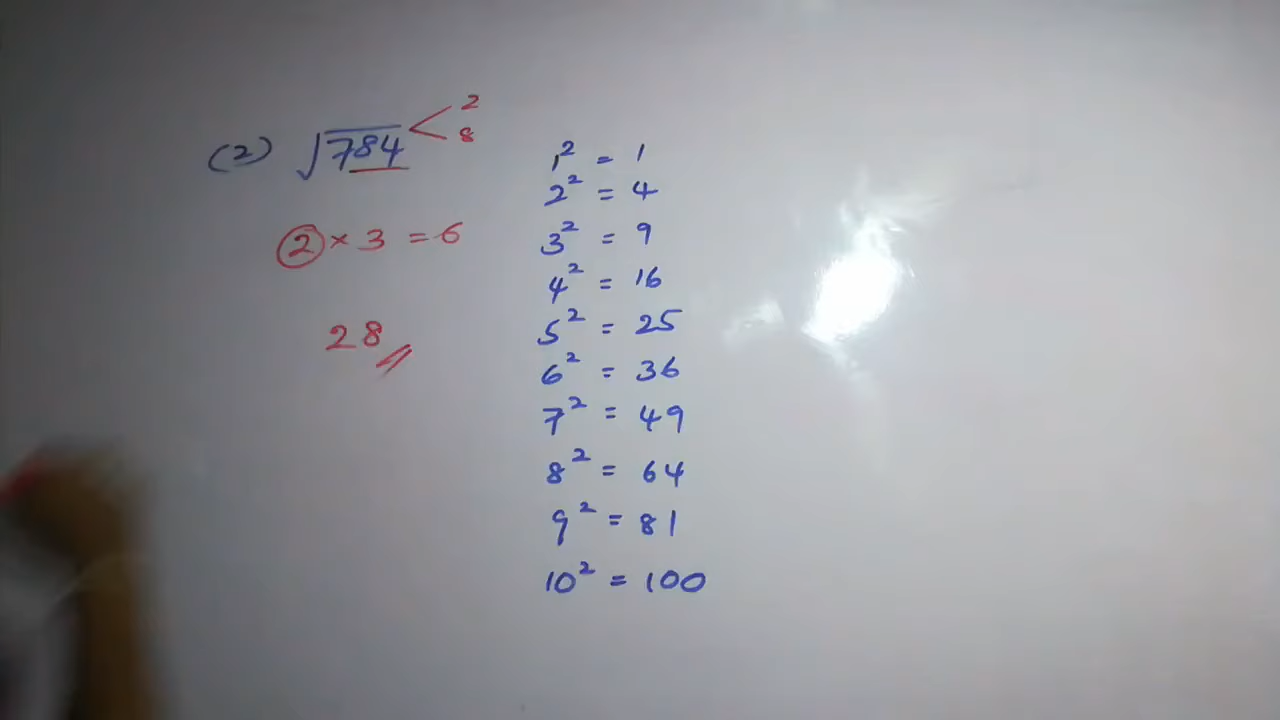 (2) √784 < 2 8
2 × 3 = 6
28
1² = 1
2² = 4
3² = 9
4² = 16
5² = 25
6² = 36
7² = 49
8² = 64
9² = 81
10² = 100